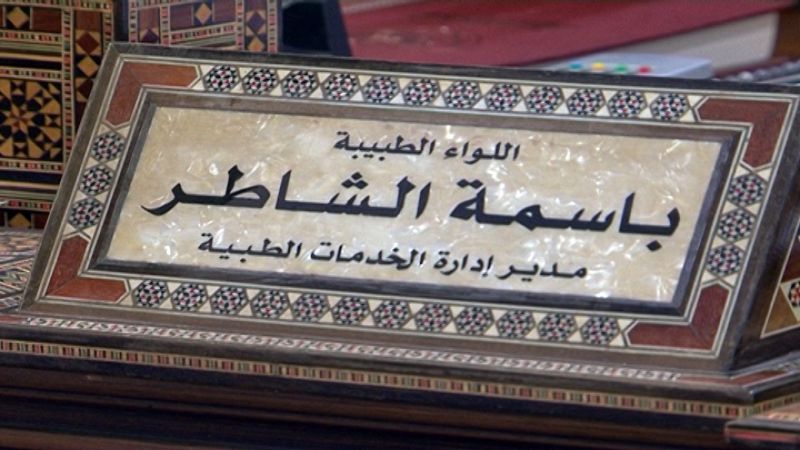 اللواء الطبيبة
باسمة الشاطر
مدير إدارة الخدمات الطبية